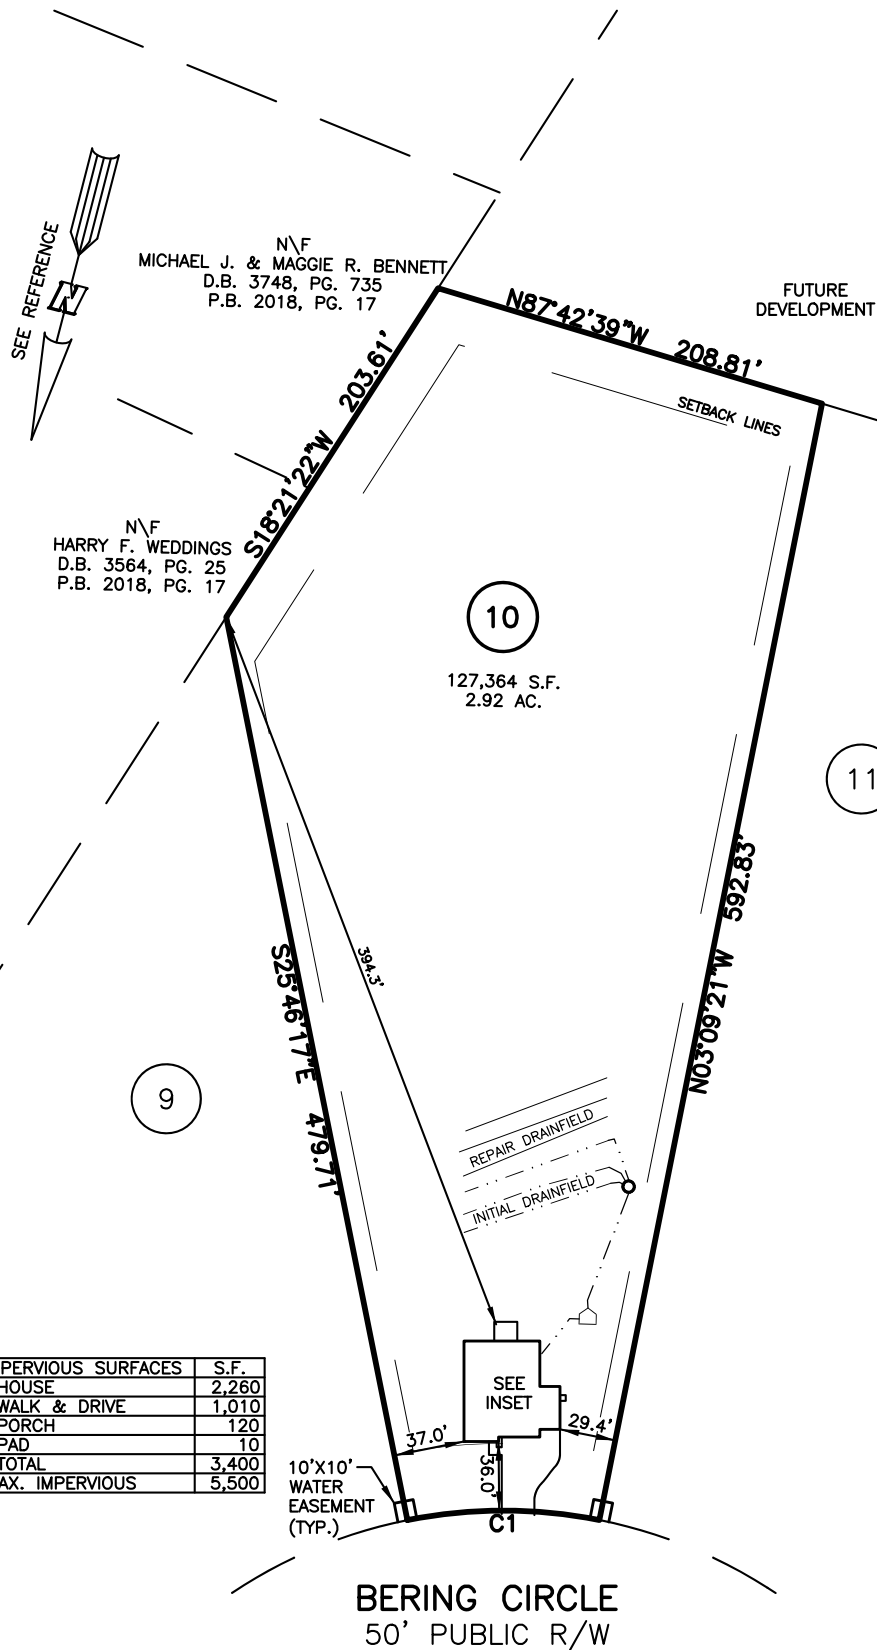 SEE REFERENCE
N
N\F
MICHAEL J. & MAGGIE R. BENNETT
D.B. 3748, PG. 735
P.B. 2018, PG. 17
N87°42'39"W 208.81'
FUTURE
DEVELOPMENT
S18°21'22"W 203.61'
SETBACK LINES
N\F
HARRY F. WEDDINGS
D.B. 3564, PG. 25
P.B. 2018, PG. 17
10
127,364 S.F.
2.92 AC.
11
N03°09'21"W 592.83'
S25°46'17"E 479.71'
394.3'
9
REPAIR DRAINFIELD
INITIAL DRAINFIELD
SEE
INSET
37.0'
29.4'
36.0'
PERVIOUS SURFACES S.F.
HOUSE 2,260
WALK & DRIVE 1,010
PORCH 120
PAD 10
TOTAL 3,400
AX. IMPERVIOUS 5,500
10'X10'
WATER
EASEMENT
(TYP.)
C1
BERING CIRCLE
50' PUBLIC R/W